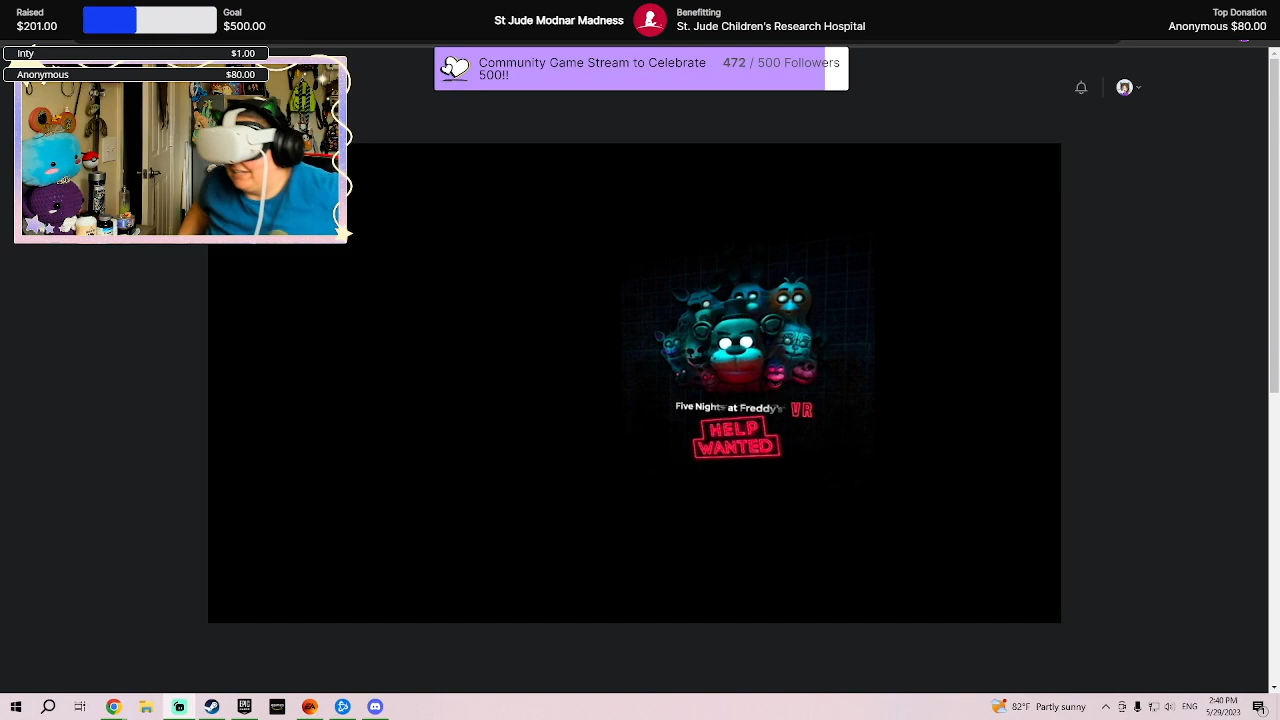 Raised
$201.00
Goal
$500.00
St Jude Modnar Madness
Benefitting
St. Jude Children's Research Hospital
Top Donation
Anonymous $80.00
Inty $1.00
Anonymous $80.00
Community Game Stream to Celebrate 472 / 500 Followers
500!!
Five Nights at Freddy's VR
HELP
WANTED
82°F Partly sunny
ENG
2:40 PM
5/29/2023